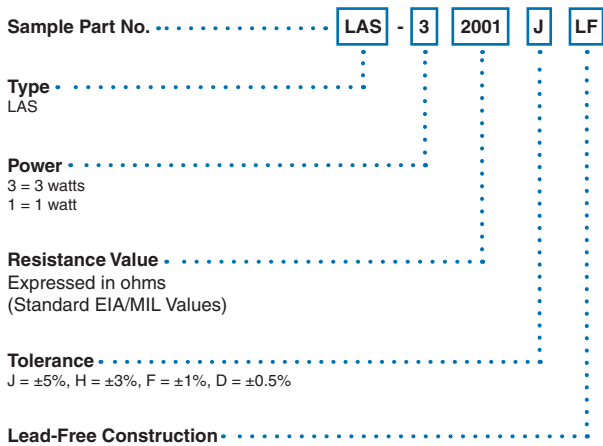 Sample Part No. LAS - 3 2001 J LF
Type
LAS
Power
3 = 3 watts
1 = 1 watt
Resistance Value
Expressed in ohms
(Standard EIA/MIL Values)
Tolerance
J = ±5%, H = ±3%, F = ±1%, D = ±0.5%
Lead-Free Construction